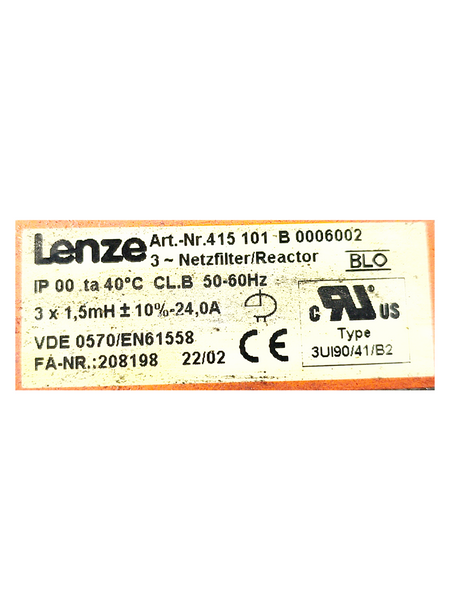 Lenze Art.-Nr.415 101 B 0006002
3 ~ Netzfilter/Reactor
BLO
IP 00 ta 40°C CL.B 50-60Hz
3 x 1,5mH ± 10%-24,0A
VDE 0570/EN61558
FA-NR.:208198 22/02
CE
c RU US
Type
3UI90/41/B2